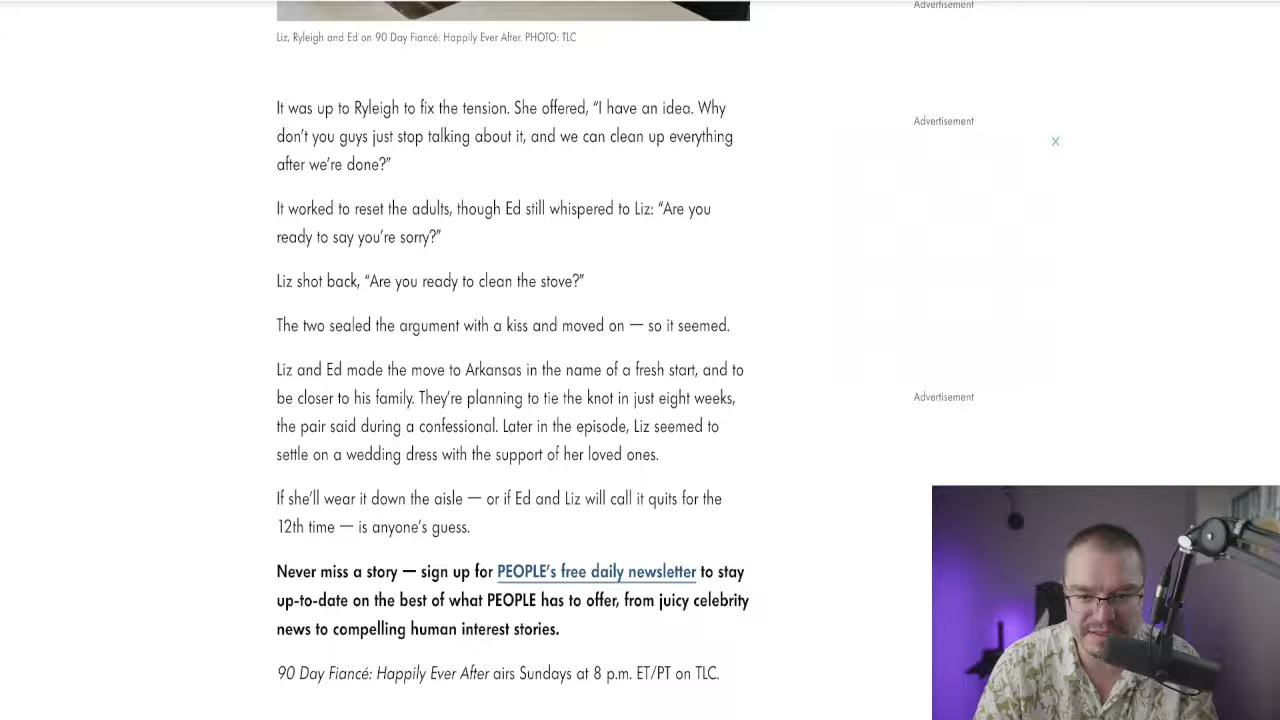 Advertisement
Liz, Ryleigh and Ed on 90 Day Fiancé: Happily Ever After. PHOTO: TLC
It was up to Ryleigh to fix the tension. She offered, “I have an idea. Why
don’t you guys just stop talking about it, and we can clean up everything
after we’re done?”
Advertisement
X
It worked to reset the adults, though Ed still whispered to Liz: “Are you
ready to say you’re sorry?”
Liz shot back, “Are you ready to clean the stove?”
The two sealed the argument with a kiss and moved on — so it seemed.
Liz and Ed made the move to Arkansas in the name of a fresh start, and to
be closer to his family. They’re planning to tie the knot in just eight weeks,
the pair said during a confessional. Later in the episode, Liz seemed to
settle on a wedding dress with the support of her loved ones.
Advertisement
If she’ll wear it down the aisle — or if Ed and Liz will call it quits for the
12th time — is anyone’s guess.
Never miss a story — sign up for PEOPLE’s free daily newsletter to stay
up-to-date on the best of what PEOPLE has to offer, from juicy celebrity
news to compelling human interest stories.
90 Day Fiancé: Happily Ever After airs Sundays at 8 p.m. ET/PT on TLC.